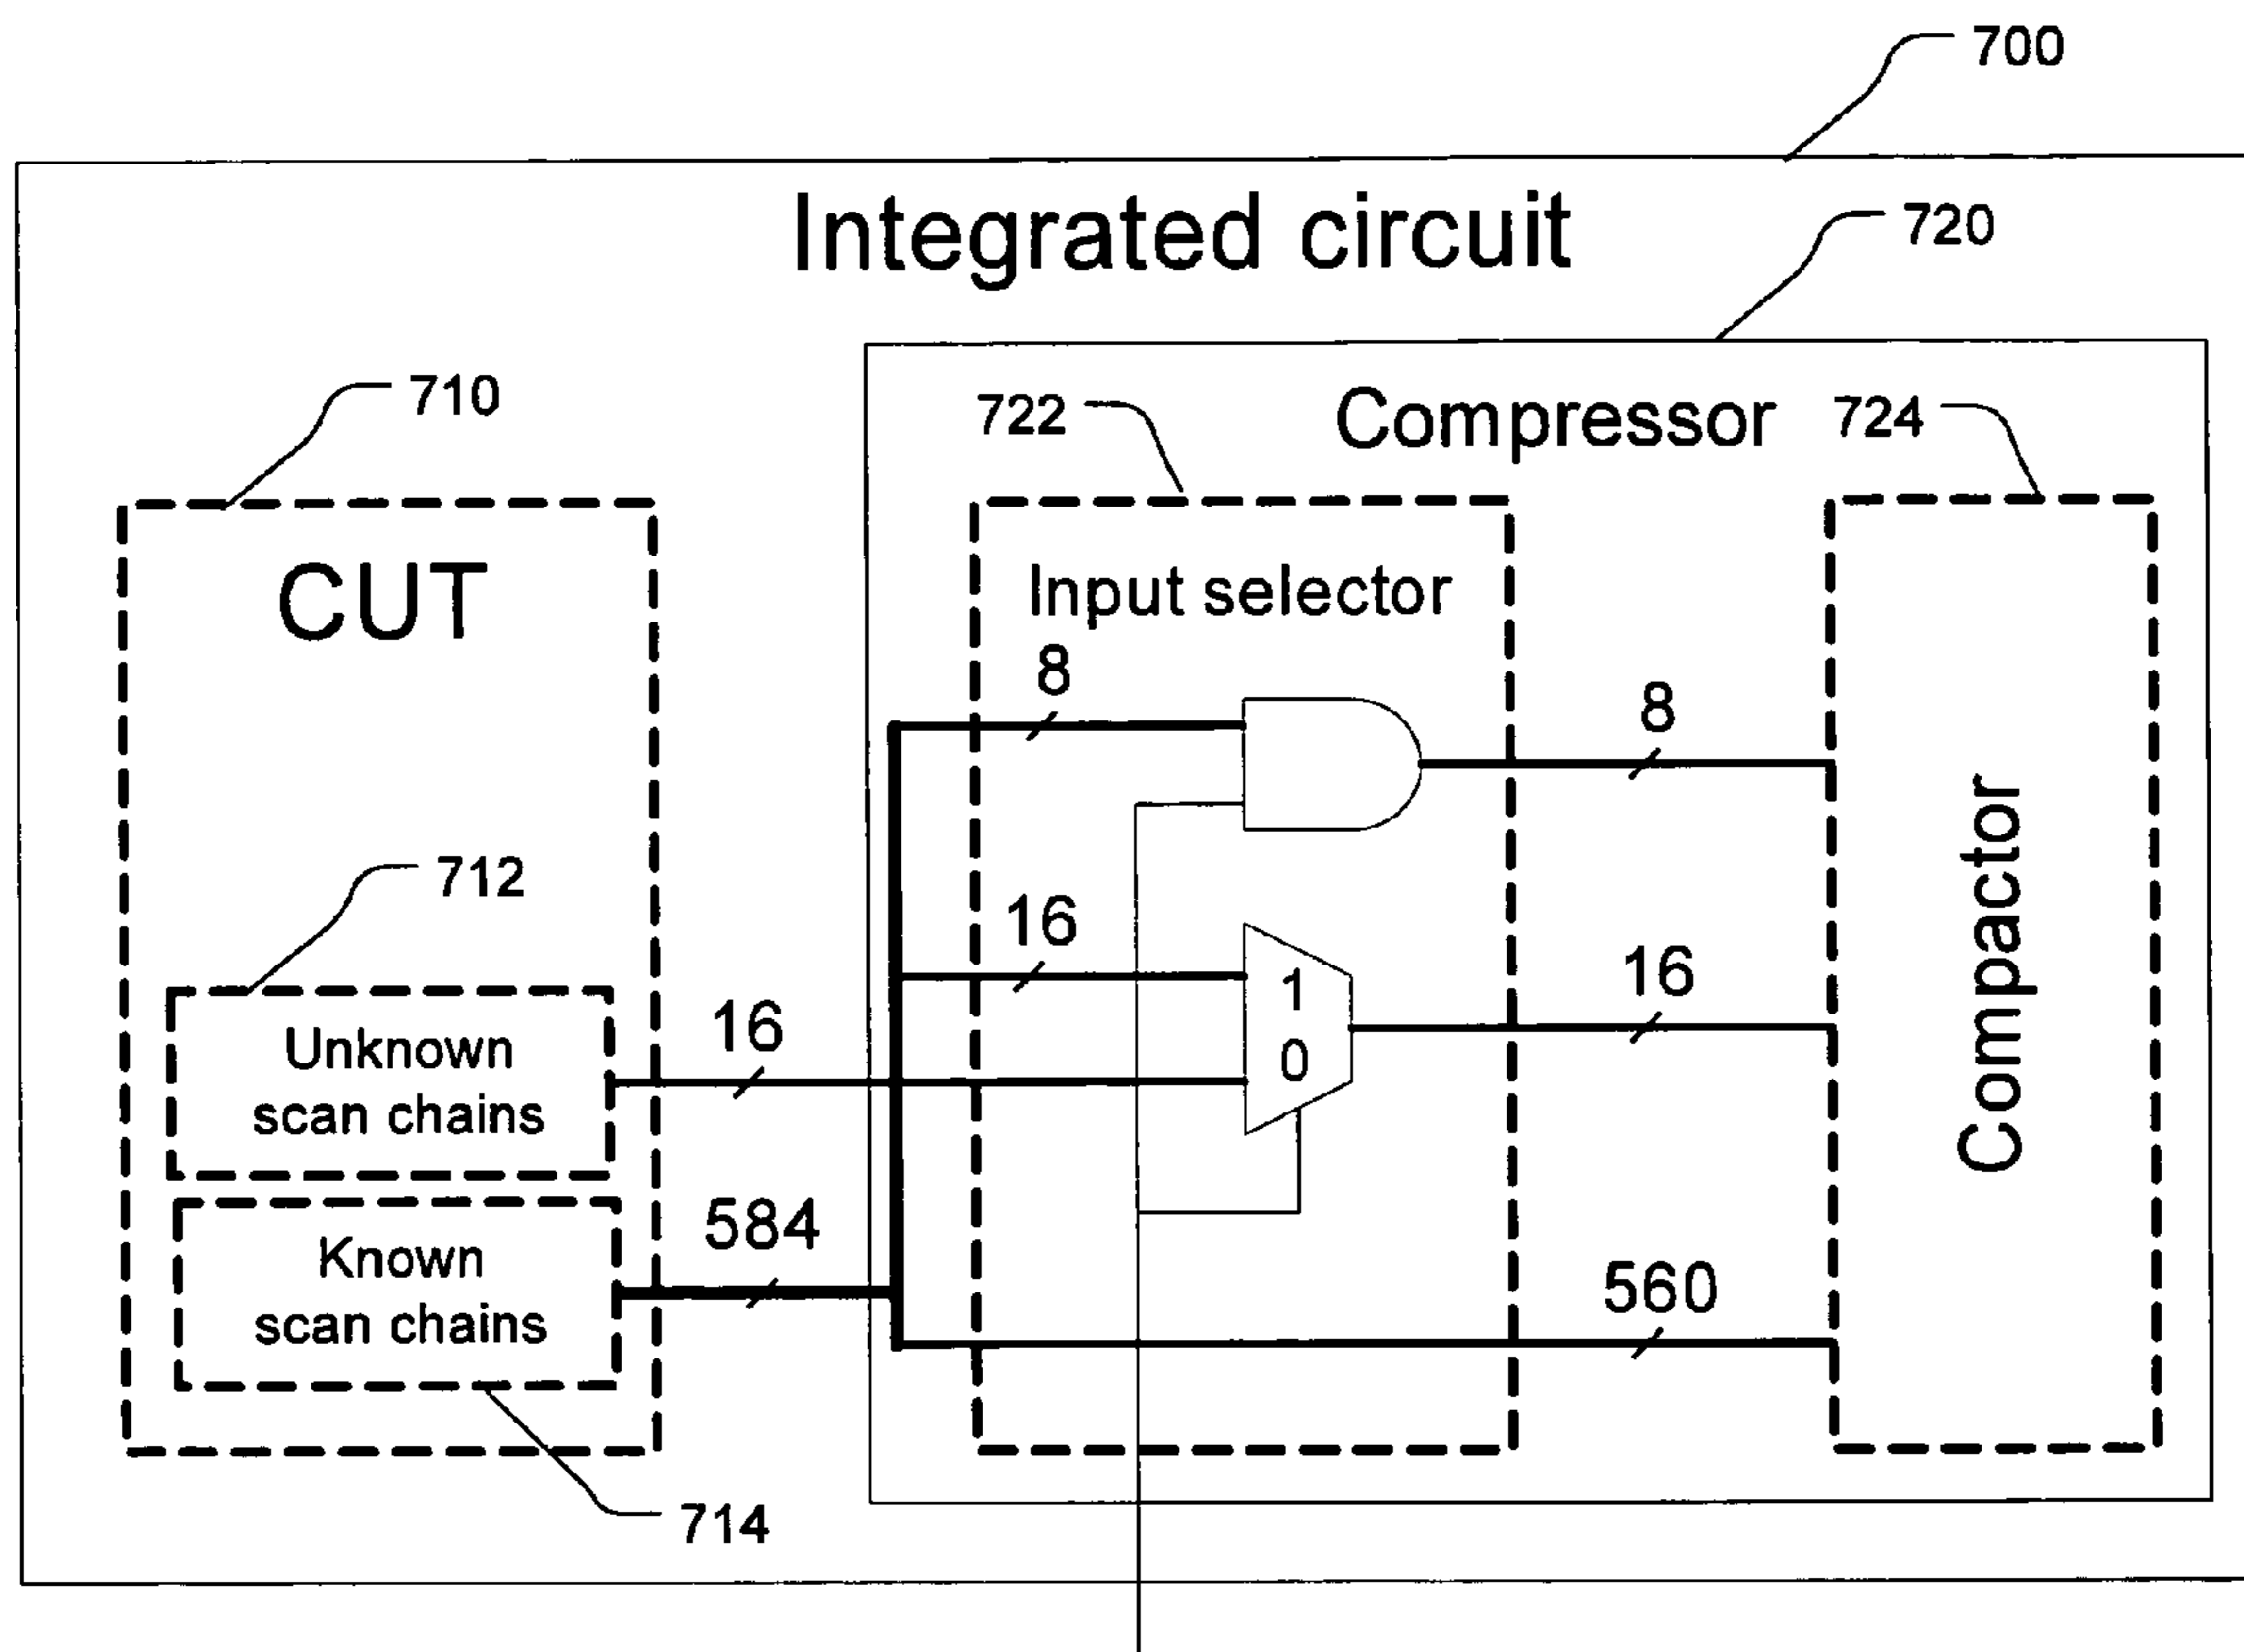 700
Integrated circuit
720
710
722
Compressor
724
CUT
Input selector
8
8
712
16
1
16
0
Unknown
scan chains
16
Known
scan chains
584
560
Compactor
714